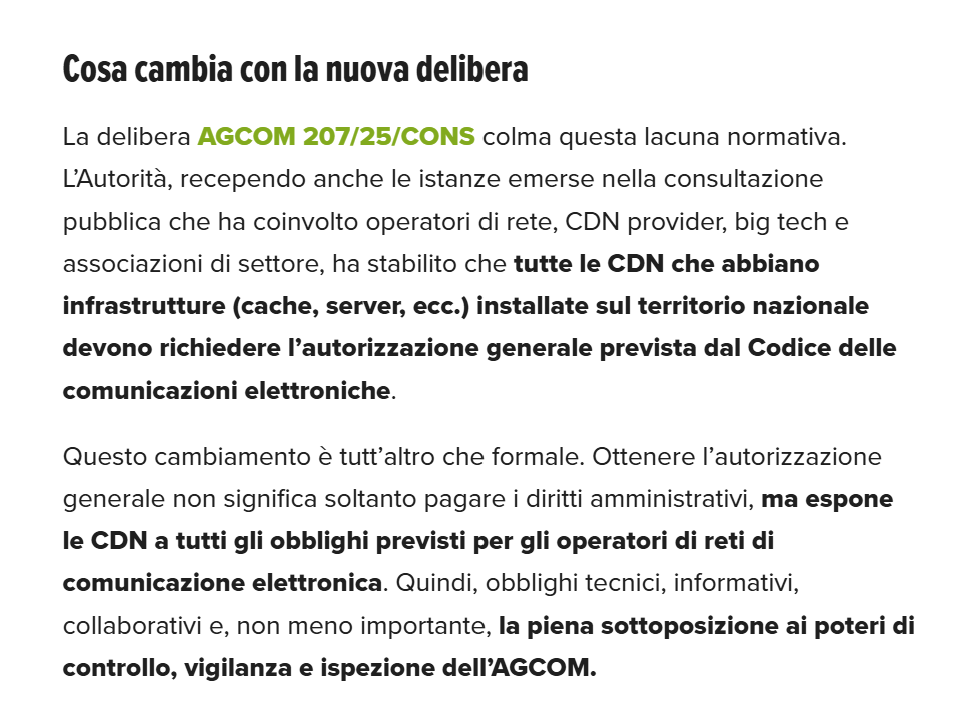 Cosa cambia con la nuova delibera
La delibera AGCOM 207/25/CONS colma questa lacuna normativa.
L’Autorità, recependo anche le istanze emerse nella consultazione
pubblica che ha coinvolto operatori di rete, CDN provider, big tech e
associazioni di settore, ha stabilito che tutte le CDN che abbiano
infrastrutture (cache, server, ecc.) installate sul territorio nazionale
devono richiedere l’autorizzazione generale prevista dal Codice delle
comunicazioni elettroniche.
Questo cambiamento è tutt’altro che formale. Ottenere l’autorizzazione
generale non significa soltanto pagare i diritti amministrativi, ma espone
le CDN a tutti gli obblighi previsti per gli operatori di reti di
comunicazione elettronica. Quindi, obblighi tecnici, informativi,
collaborativi e, non meno importante, la piena sottoposizione ai poteri di
controllo, vigilanza e ispezione dell’AGCOM.